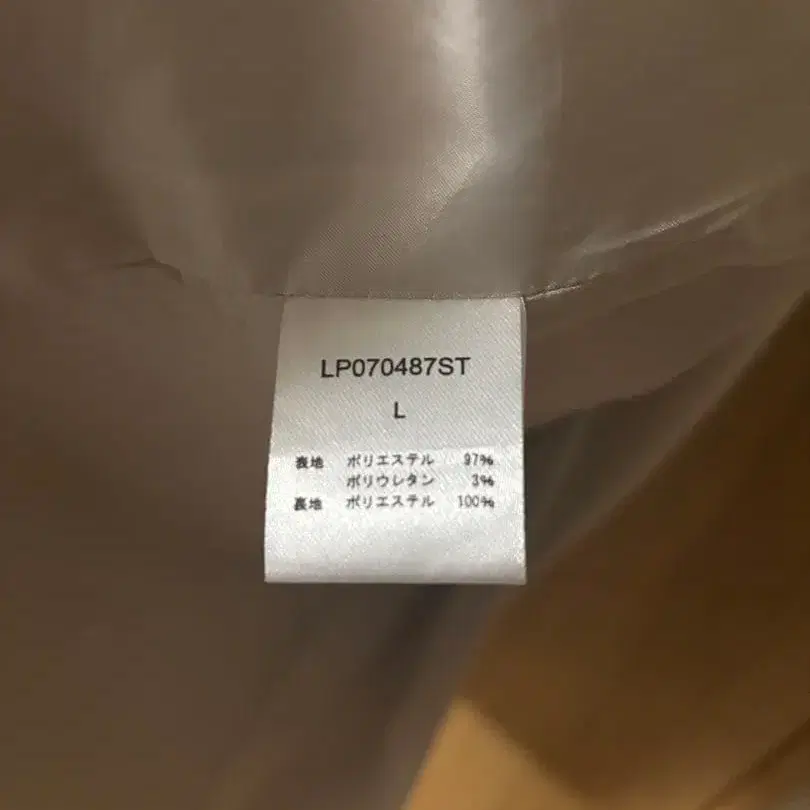 LP070487ST
L
表地 ポリエステル 97%
ポリウレタン 3%
裏地 ポリエステル 100%